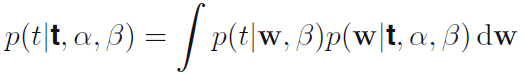 p(t|𝘁, α, β) = ∫ p(t|𝐰, β)p(𝐰|𝘁, α, β) d𝐰